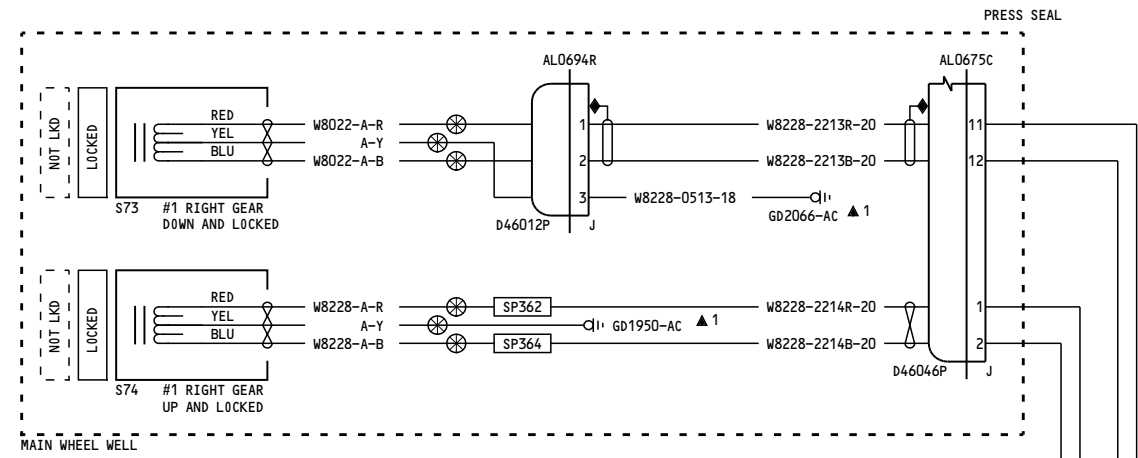 PRESS SEAL
AL0694R
AL0675C
NOT LKD
LOCKED
RED
YEL
BLU
W8022-A-R
A-Y
W8022-A-B
1
2
3
W8228-2213R-20
W8228-2213B-20
W8228-0513-18
GD2066-AC
1
11
12
S73
#1 RIGHT GEAR
DOWN AND LOCKED
D46012P
J
NOT LKD
LOCKED
RED
YEL
BLU
W8228-A-R
A-Y
W8228-A-B
SP362
SP364
GD1950-AC
1
W8228-2214R-20
W8228-2214B-20
1
2
D46046P
J
S74
#1 RIGHT GEAR
UP AND LOCKED
MAIN WHEEL WELL